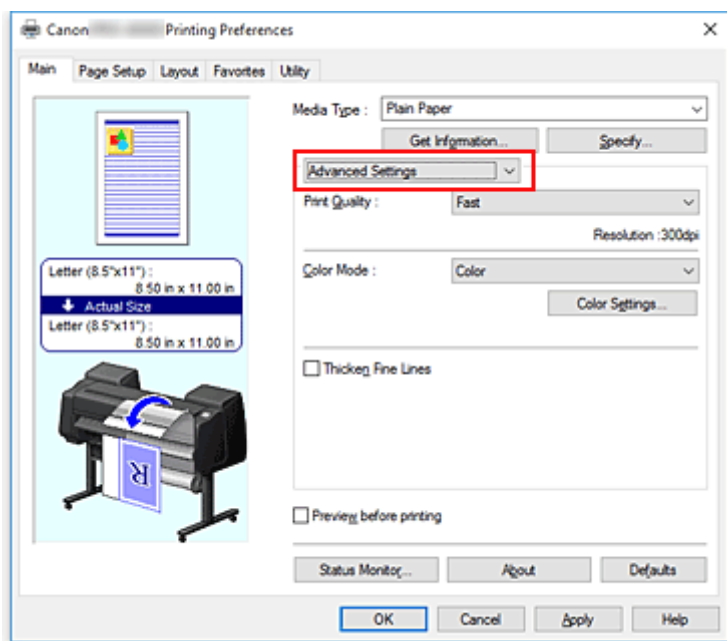 Canon Printing Preferences
Main Page Setup Layout Favorites Utility
Media Type : Plain Paper
Get Information... Specify...
Advanced Settings
Print Quality : Fast
Resolution :300dpi
Letter (8.5"x11") :
8.50 in x 11.00 in
Actual Size
Letter (8.5"x11") :
8.50 in x 11.00 in
Color Mode : Color
Color Settings...
Thicken Fine Lines
R
Preview before printing
Status Monitor... About Defaults
OK Cancel Apply Help